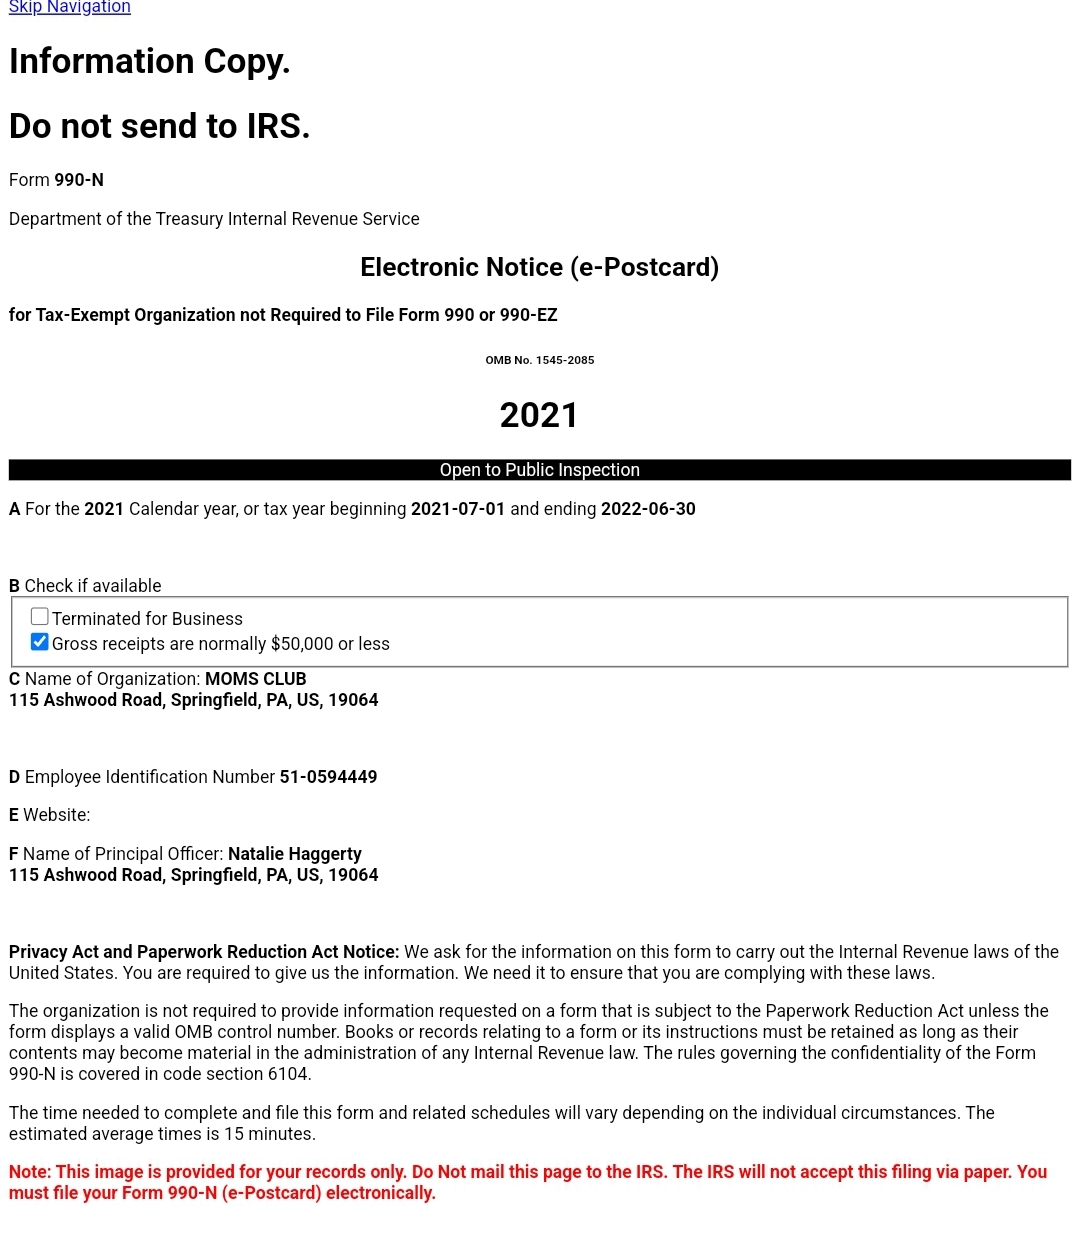 Skip Navigation
Information Copy.
Do not send to IRS.
Form 990-N
Department of the Treasury Internal Revenue Service
Electronic Notice (e-Postcard)
for Tax-Exempt Organization not Required to File Form 990 or 990-EZ
OMB No. 1545-2085
2021
Open to Public Inspection
A For the 2021 Calendar year, or tax year beginning 2021-07-01 and ending 2022-06-30
B Check if available
Terminated for Business
Gross receipts are normally $50,000 or less
C Name of Organization: MOMS CLUB
115 Ashwood Road, Springfield, PA, US, 19064
D Employee Identification Number 51-0594449
E Website:
F Name of Principal Officer: Natalie Haggerty
115 Ashwood Road, Springfield, PA, US, 19064
Privacy Act and Paperwork Reduction Act Notice: We ask for the information on this form to carry out the Internal Revenue laws of the
United States. You are required to give us the information. We need it to ensure that you are complying with these laws.
The organization is not required to provide information requested on a form that is subject to the Paperwork Reduction Act unless the
form displays a valid OMB control number. Books or records relating to a form or its instructions must be retained as long as their
contents may become material in the administration of any Internal Revenue law. The rules governing the confidentiality of the Form
990-N is covered in code section 6104.
The time needed to complete and file this form and related schedules will vary depending on the individual circumstances. The
estimated average times is 15 minutes.
Note: This image is provided for your records only. Do Not mail this page to the IRS. The IRS will not accept this filing via paper. You
must file your Form 990-N (e-Postcard) electronically.